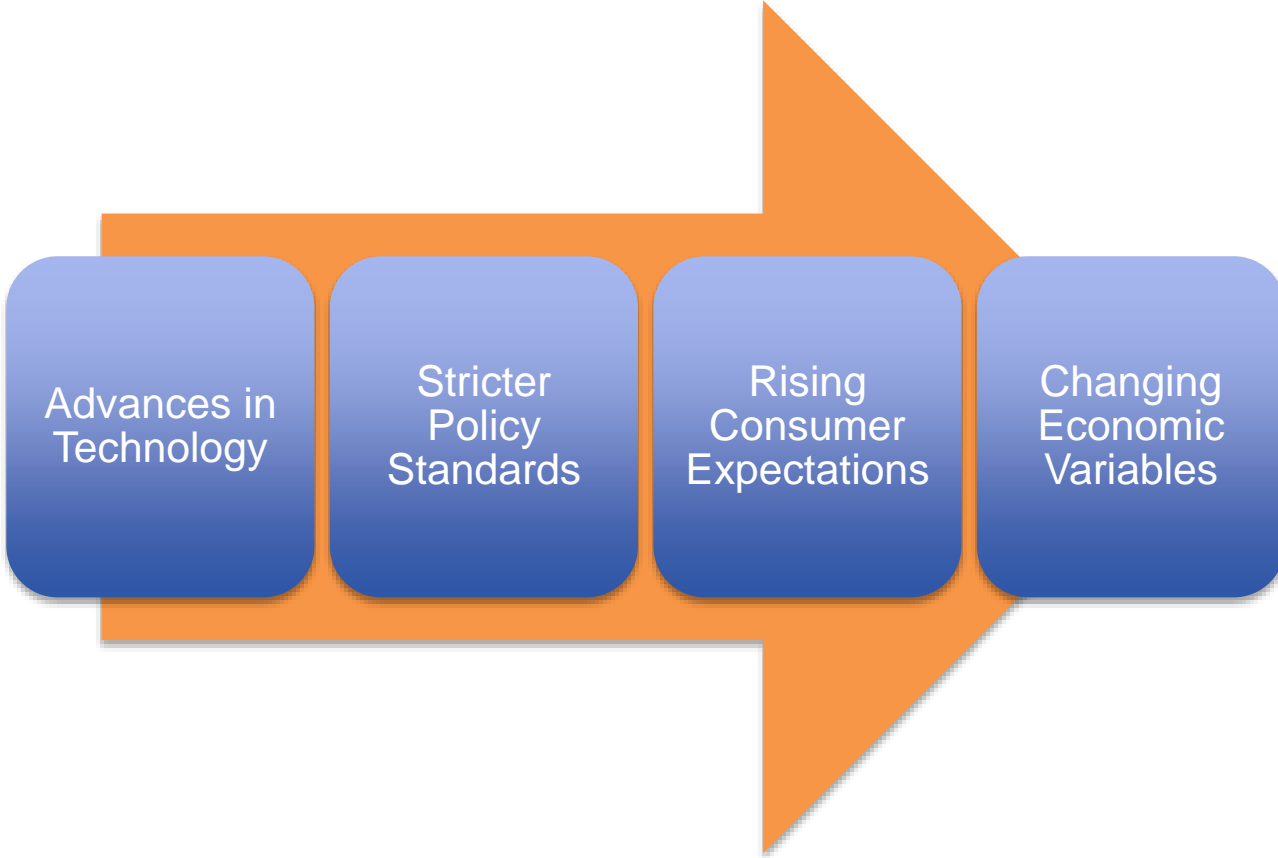 Advances in
Technology
Stricter
Policy
Standards
Rising
Consumer
Expectations
Changing
Economic
Variables